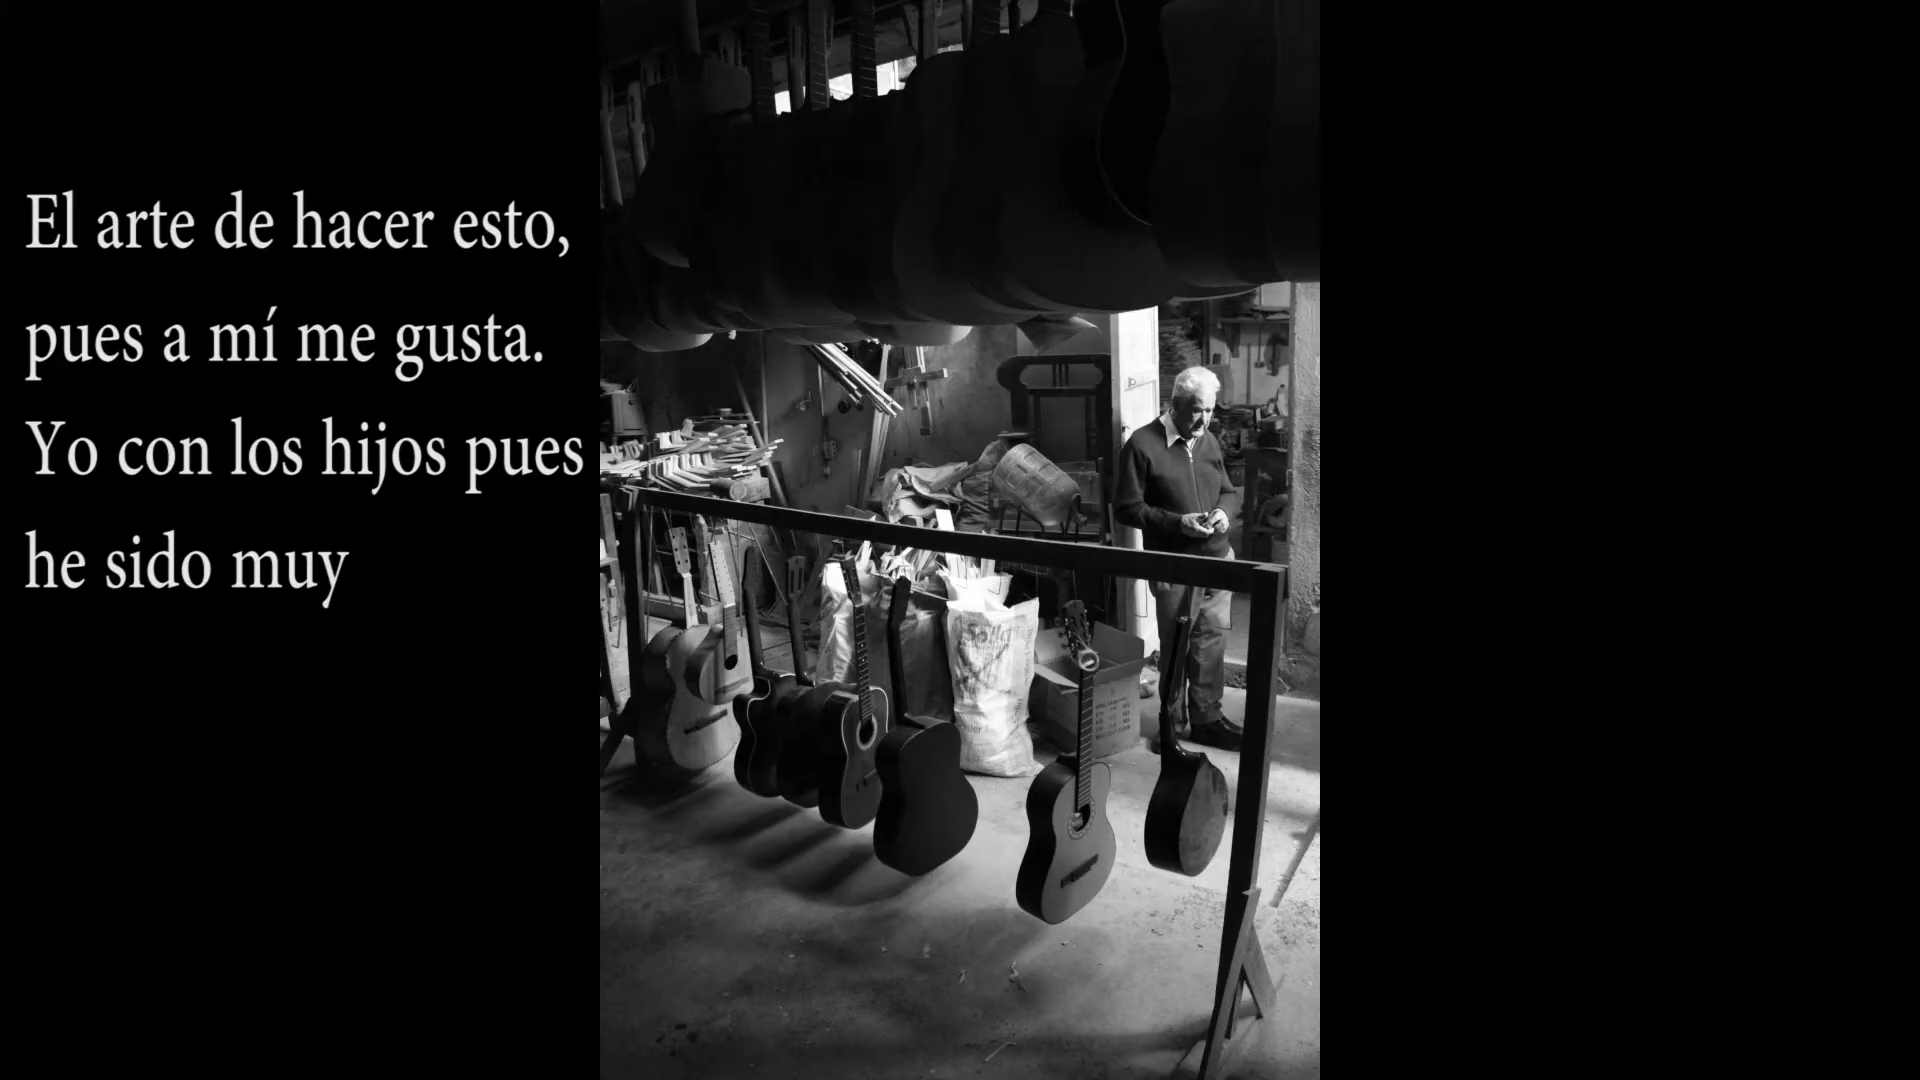 El arte de hacer esto,
pues a mí me gusta.
Yo con los hijos pues
he sido muy